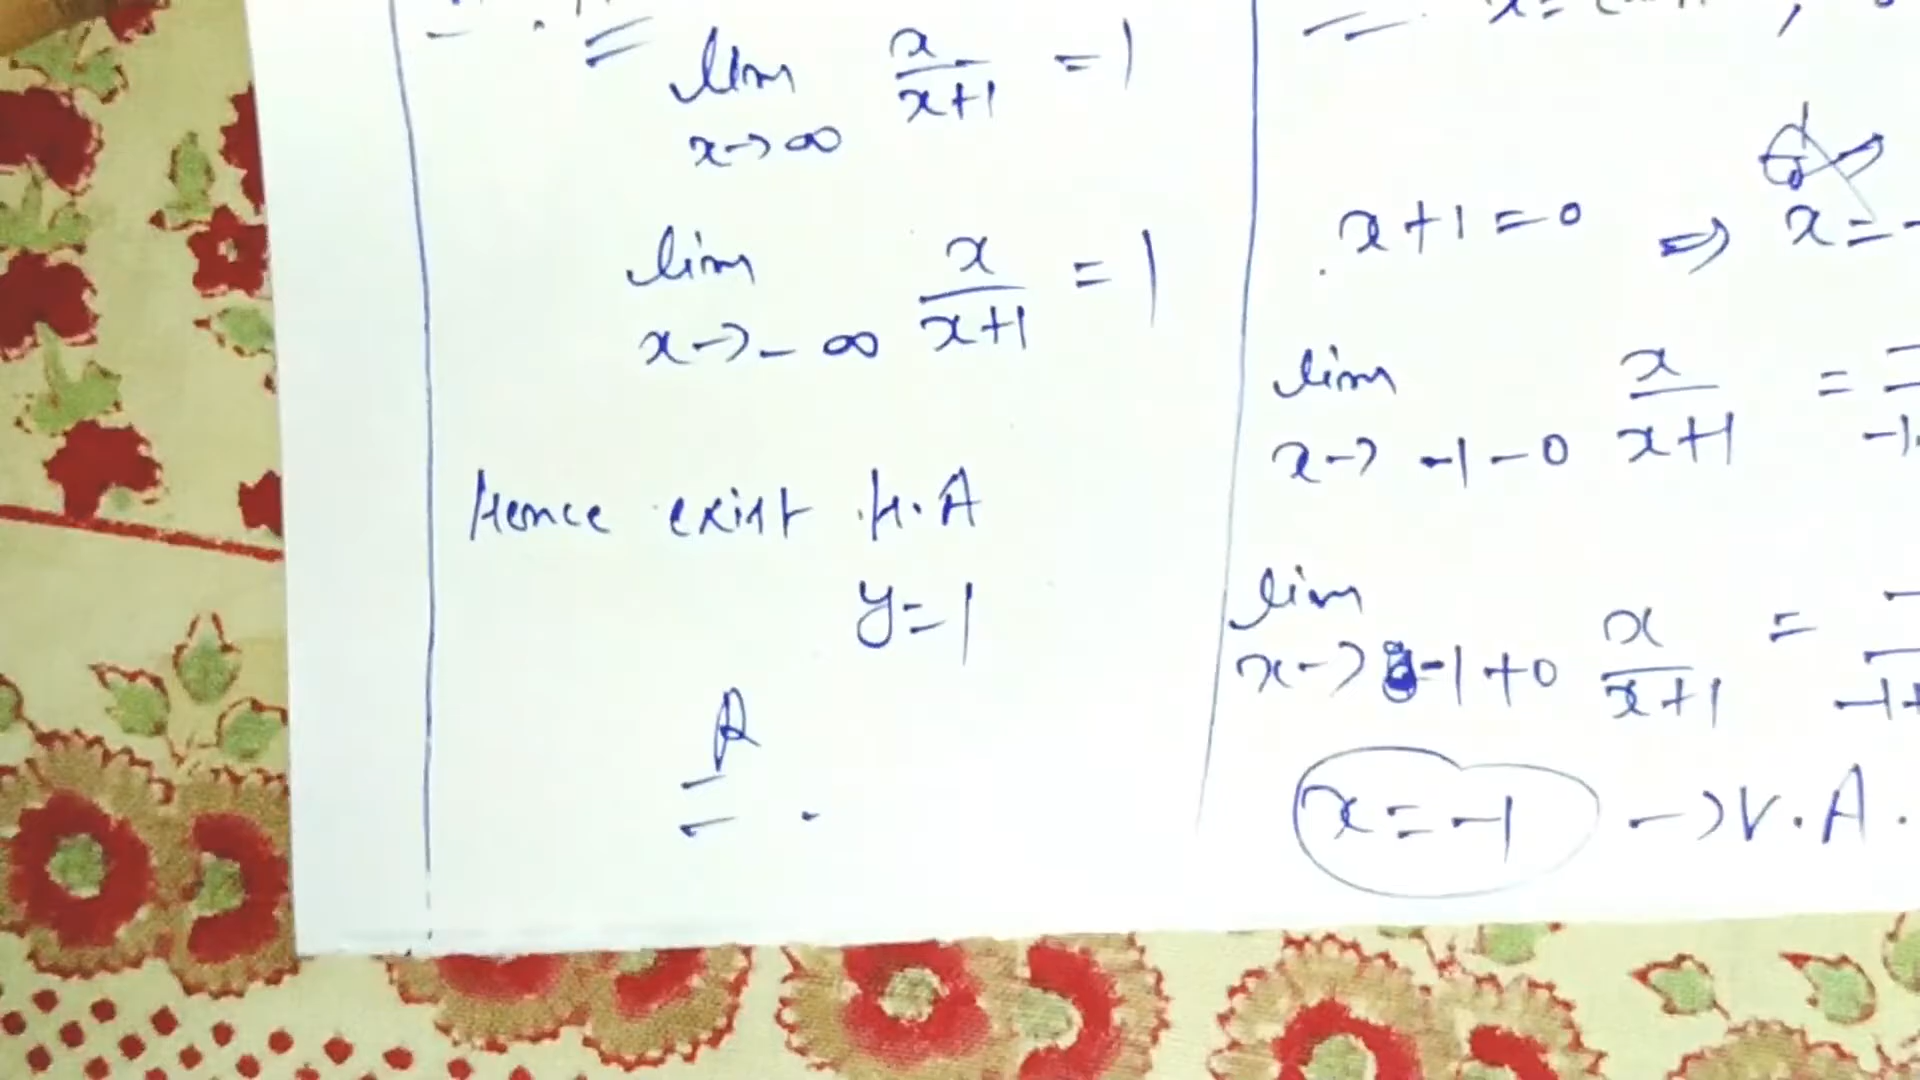 lim x/x+1 = 1
x→∞
lim x/x+1 = 1
x→-∞
Hence exist H.A
y=1
x+1=0 ⇒ x=-
lim x/x+1 =
x→ -1-0
lim x/x+1 =
x→ -1+0
x=-1 →V.A.